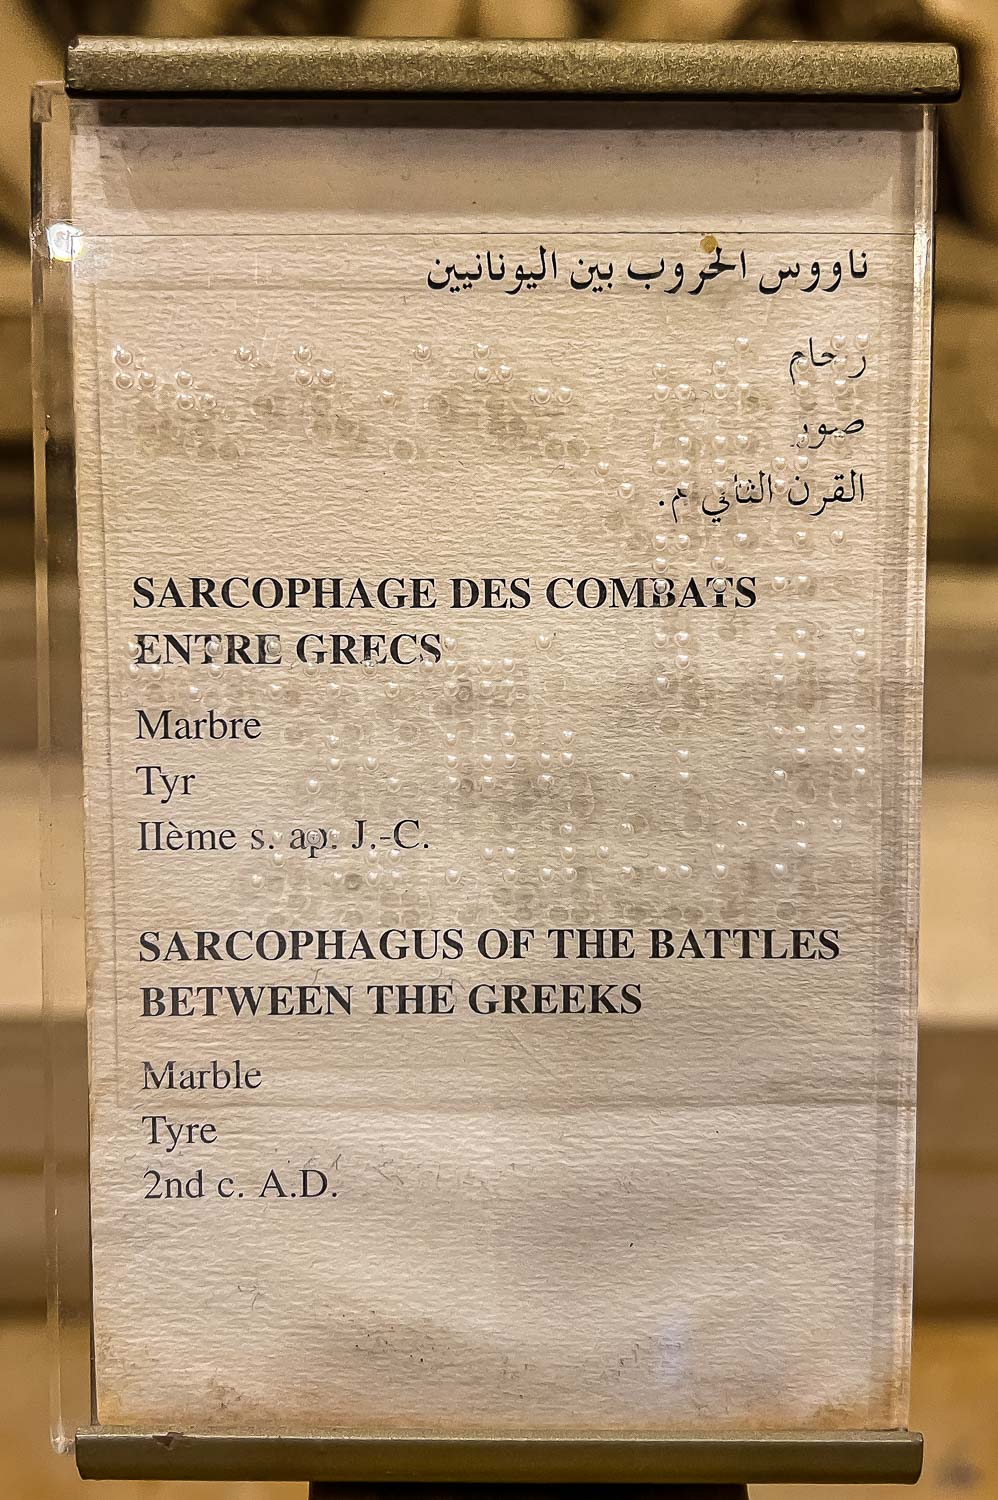 ناووس الحروب بين اليونانيين
رخام
صور
القرن الثاني م.
SARCOPHAGE DES COMBATS
ENTRE GRECS
Marbre
Tyr
IIème s. ap. J.-C.
SARCOPHAGUS OF THE BATTLES
BETWEEN THE GREEKS
Marble
Tyre
2nd c. A.D.